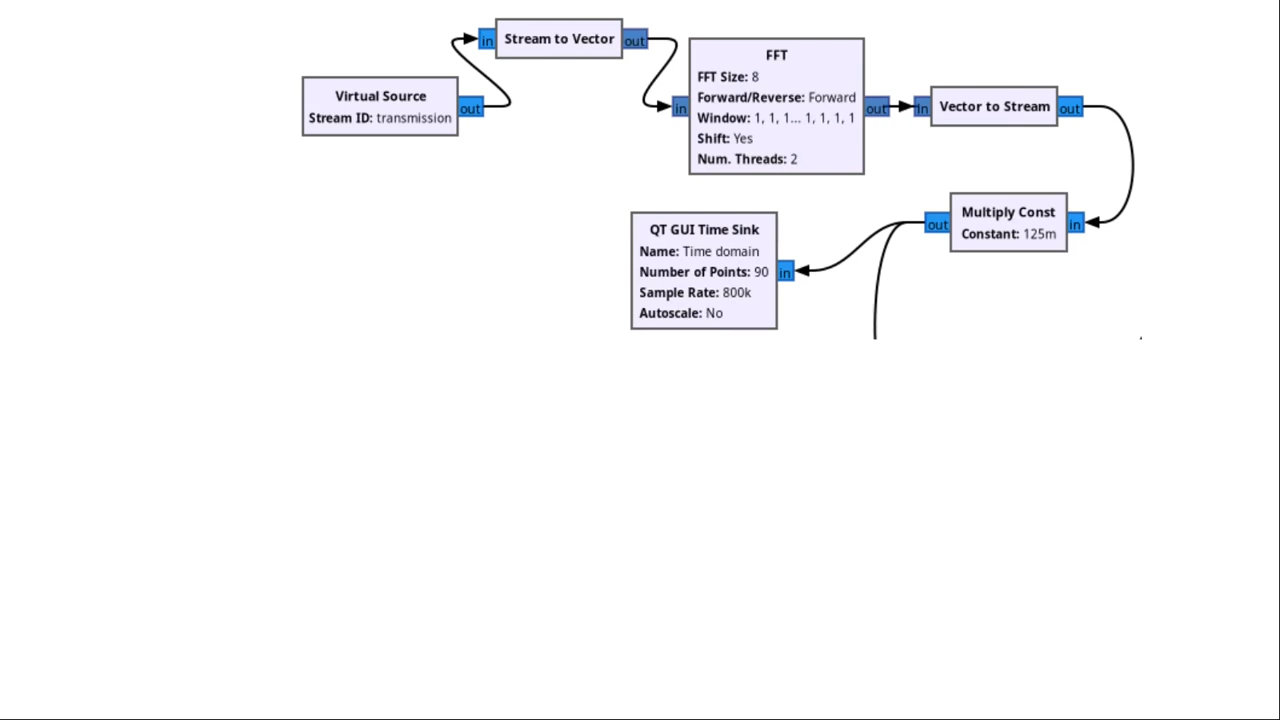 in
Stream to Vector
out
Virtual Source
Stream ID: transmission
out
in
FFT
FFT Size: 8
Forward/Reverse: Forward
Window: 1, 1, 1... 1, 1, 1, 1
Shift: Yes
Num. Threads: 2
out
in
Vector to Stream
out
out
Multiply Const
Constant: 125m
in
QT GUI Time Sink
Name: Time domain
Number of Points: 90
Sample Rate: 800k
Autoscale: No
in